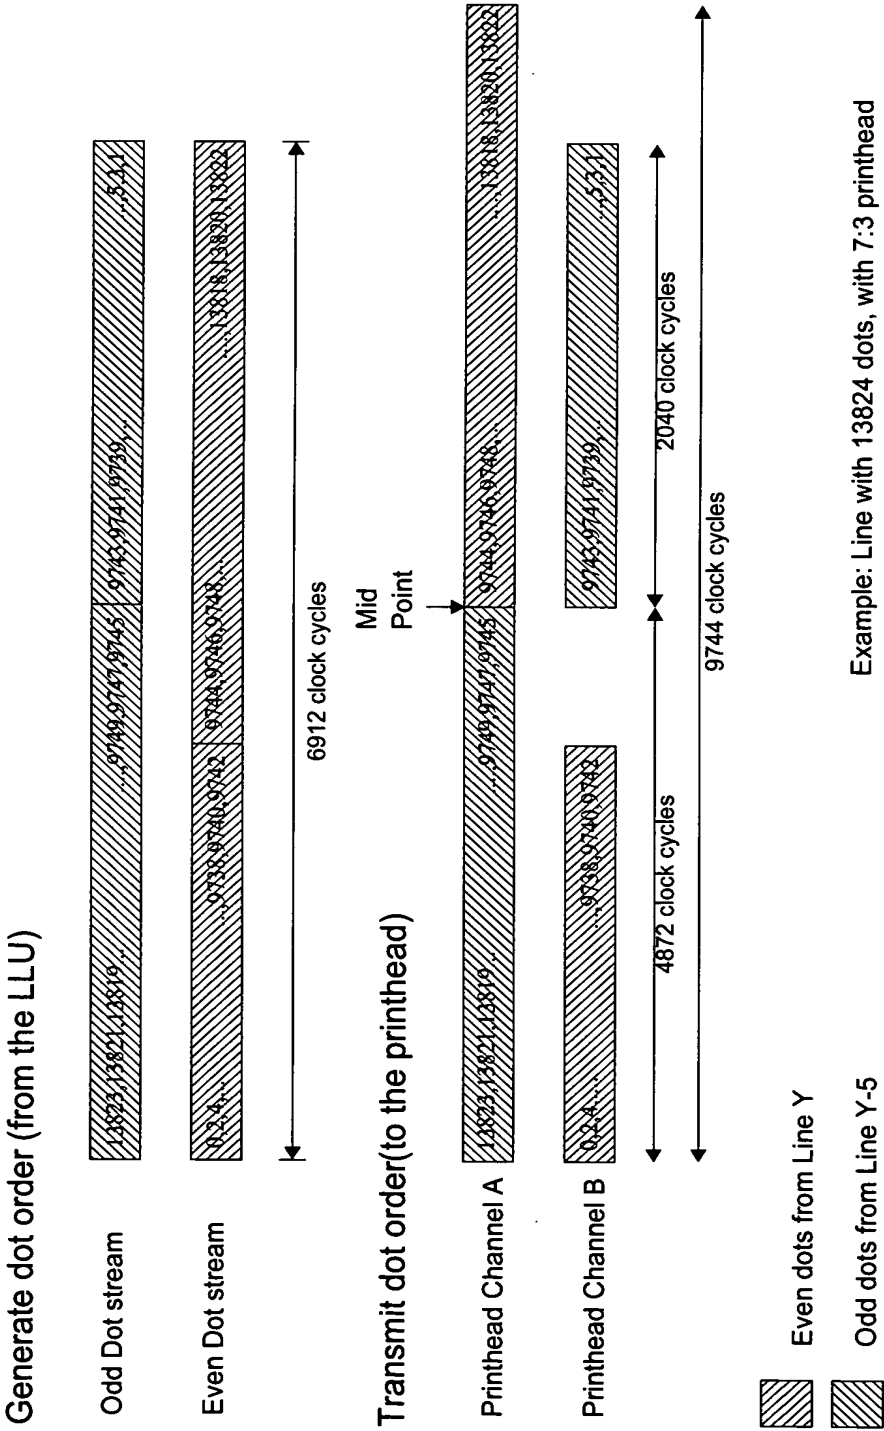 Generate dot order (from the LLU)
Odd Dot stream
13823,13821,13819...
...,9749,9747,9745
9743,9741,9739,...
...,5,3,1
Even Dot stream
0,2,4,...
...,9738,9740,9742
9744,9746,9748,...
....,13818,13820,13822
6912 clock cycles
Transmit dot order(to the printhead)
Mid
Point
Printhead Channel A
13823,13821,13819...
...,9749,9747,9745
9744,9746,9748,...
....,13818,13820,13822
Printhead Channel B
0,2,4.....
...,9738,9740,9742
9743,9741,9739,...
...,5,3,1
4872 clock cycles
2040 clock cycles
9744 clock cycles
Even dots from Line Y
Odd dots from Line Y-5
Example: Line with 13824 dots, with 7:3 printhead